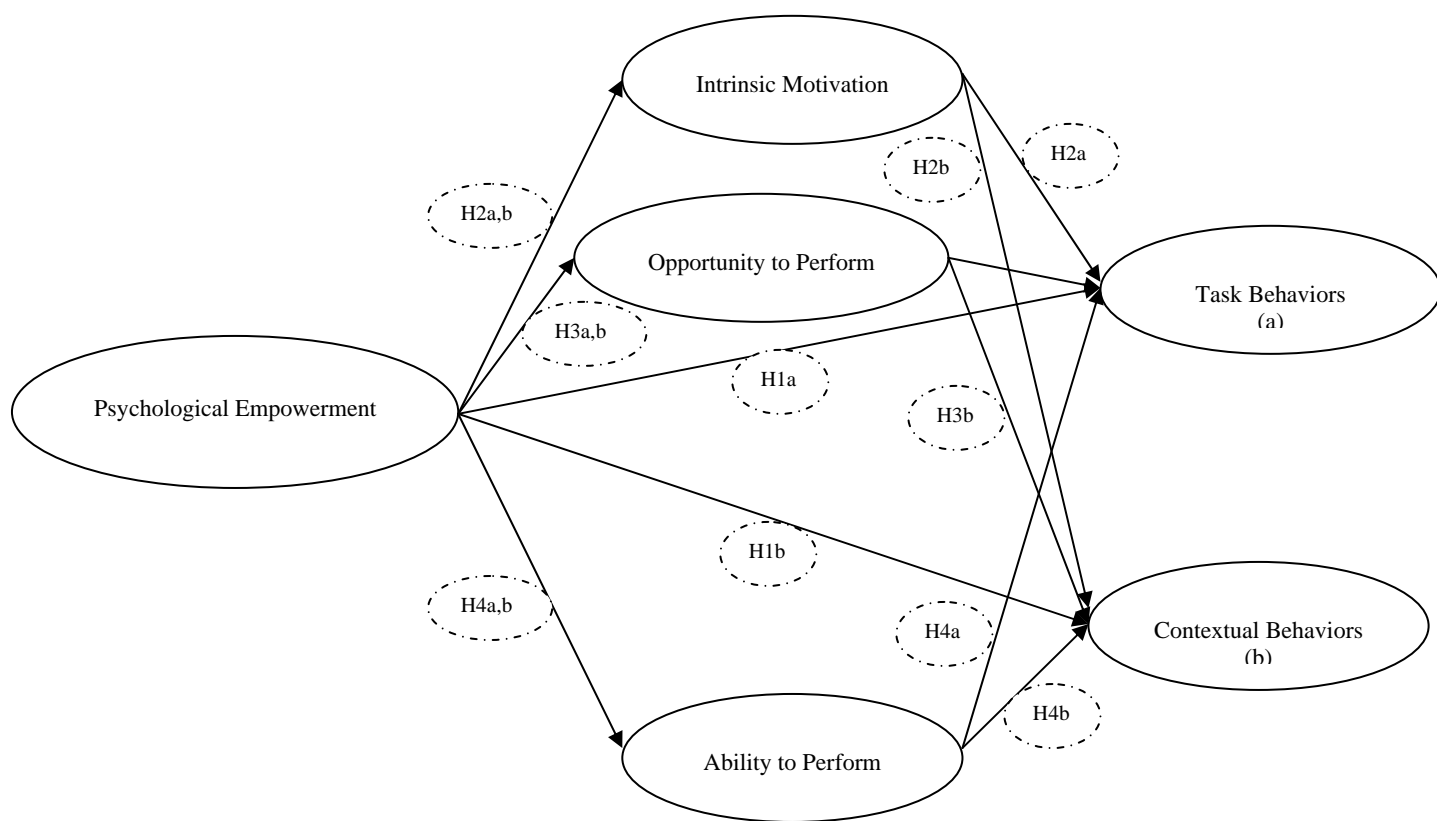 Intrinsic Motivation
H2a
H2b
H2a,b
Opportunity to Perform
Task Behaviors
(a)
H3a,b
H1a
Psychological Empowerment
H3b
H1b
H4a,b
H4a
Contextual Behaviors
(b)
H4b
Ability to Perform